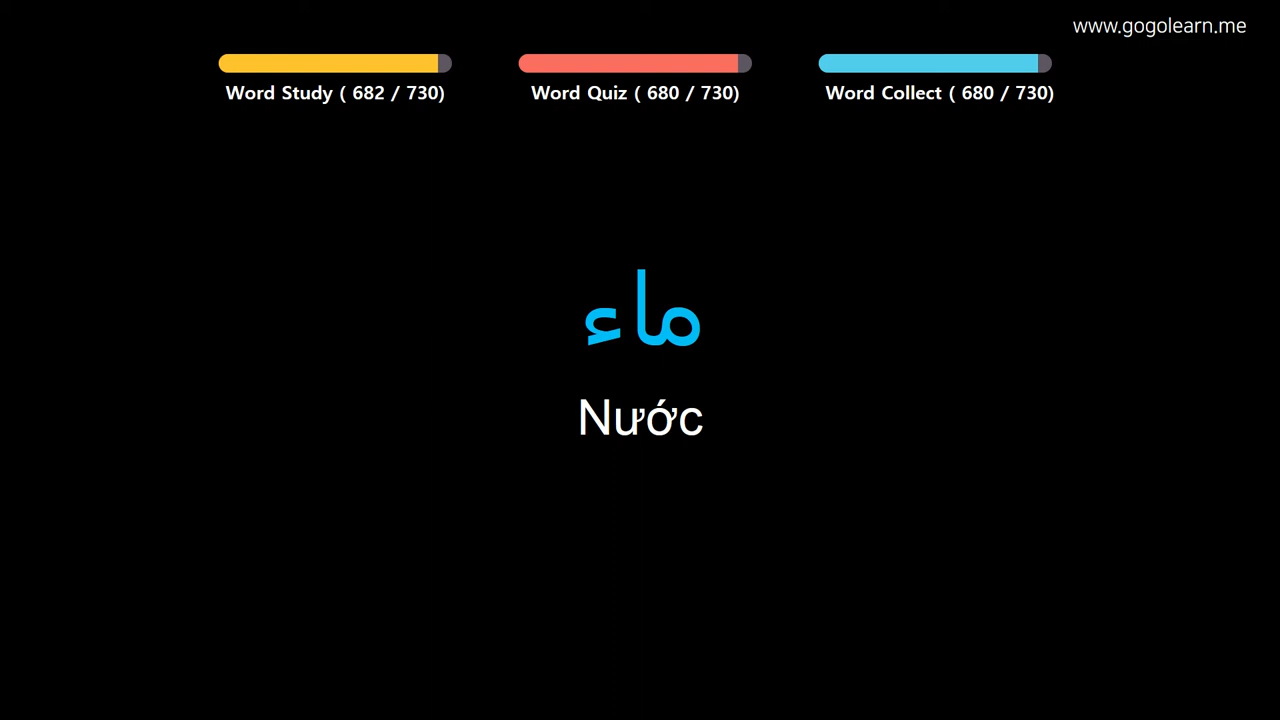 www.gogolearn.me
Word Study ( 682 / 730)
Word Quiz ( 680 / 730)
Word Collect ( 680 / 730)
ماء
Nước